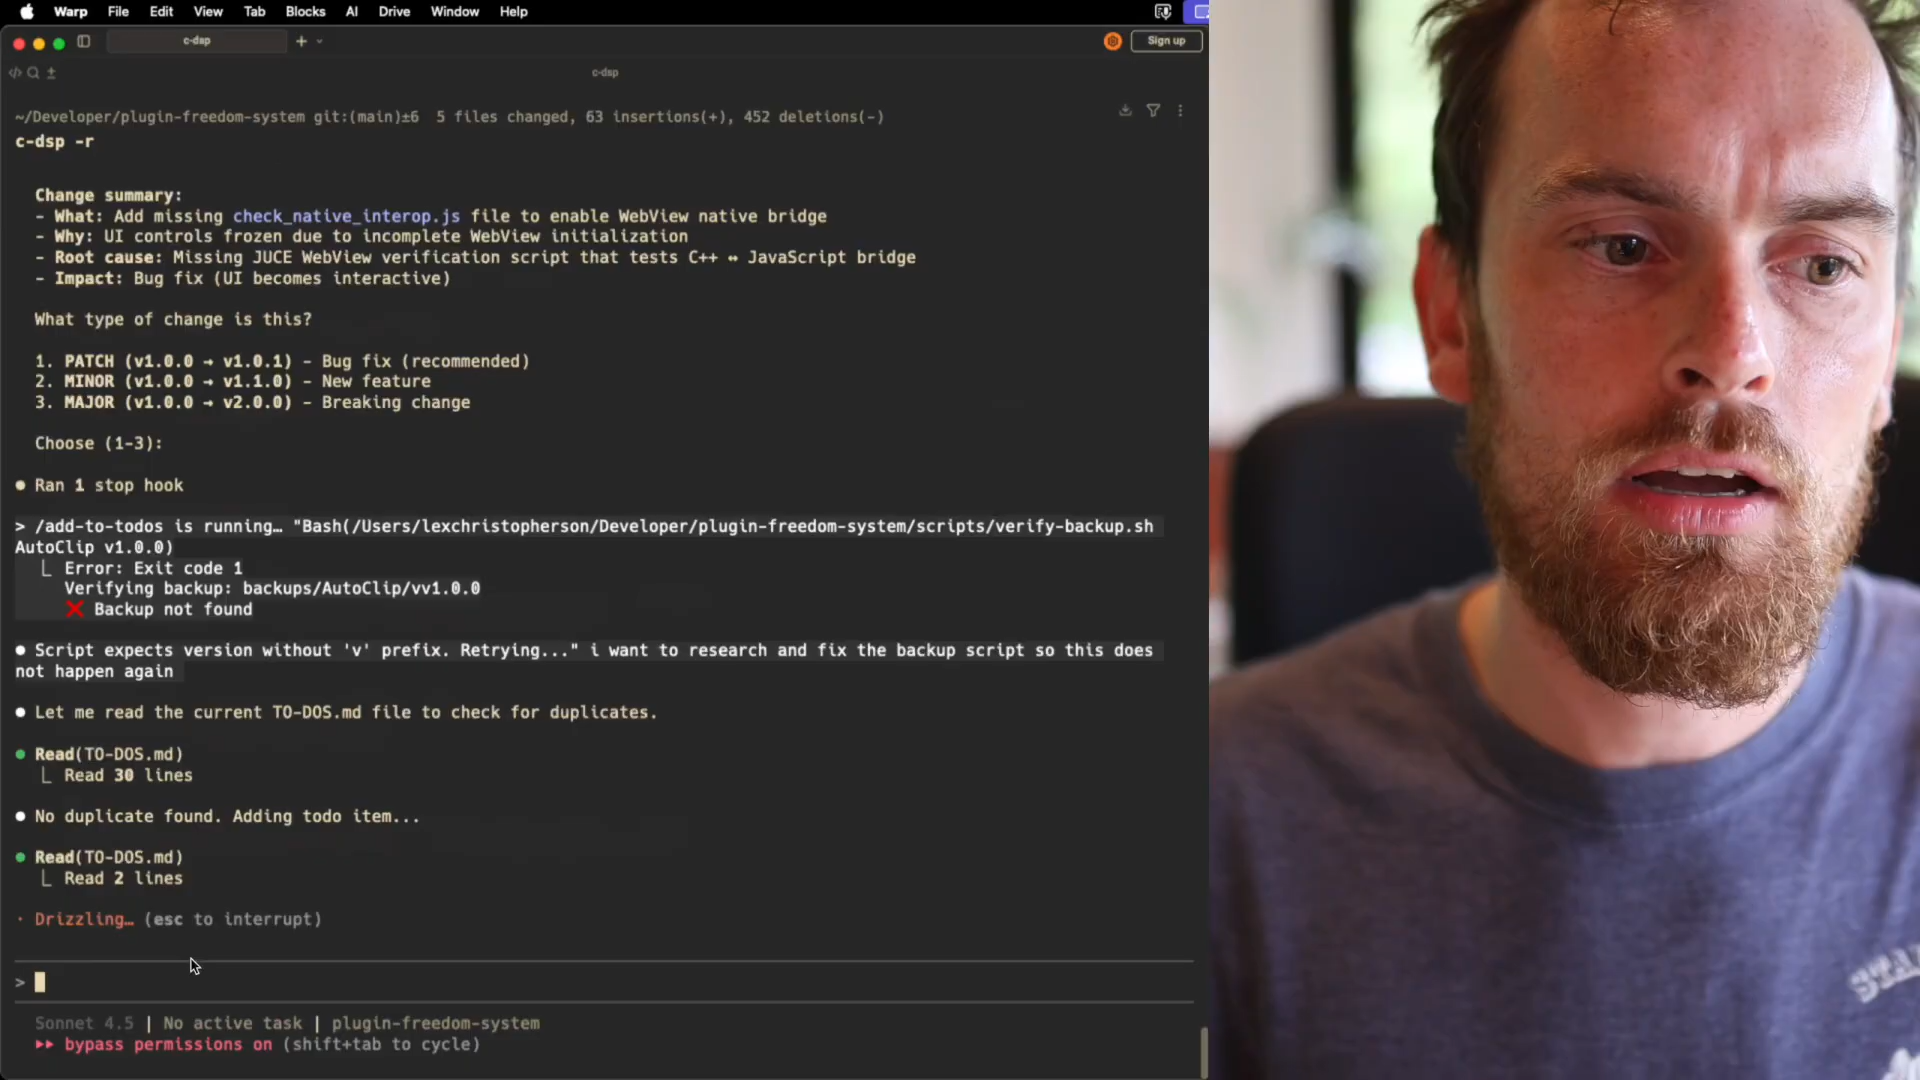 Warp File Edit View Tab Blocks AI Drive Window Help
c-dsp
Sign up
c-dsp
~/Developer/plugin-freedom-system git:(main)±6 5 files changed, 63 insertions(+), 452 deletions(-)
c-dsp -r
Change summary:
- What: Add missing check_native_interop.js file to enable WebView native bridge
- Why: UI controls frozen due to incomplete WebView initialization
- Root cause: Missing JUCE WebView verification script that tests C++ ↔ JavaScript bridge
- Impact: Bug fix (UI becomes interactive)
What type of change is this?
1. PATCH (v1.0.0 → v1.0.1) - Bug fix (recommended)
2. MINOR (v1.0.0 → v1.1.0) - New feature
3. MAJOR (v1.0.0 → v2.0.0) - Breaking change
Choose (1-3):
● Ran 1 stop hook
> /add-to-todos is running… "Bash(/Users/lexchristopherson/Developer/plugin-freedom-system/scripts/verify-backup.sh
AutoClip v1.0.0)
⎿ Error: Exit code 1
Verifying backup: backups/AutoClip/vv1.0.0
❌ Backup not found
● Script expects version without 'v' prefix. Retrying..." i want to research and fix the backup script so this does
not happen again
● Let me read the current TO-DOS.md file to check for duplicates.
● Read(TO-DOS.md)
⎿ Read 30 lines
● No duplicate found. Adding todo item...
● Read(TO-DOS.md)
⎿ Read 2 lines
· Drizzling… (esc to interrupt)
>
Sonnet 4.5 | No active task | plugin-freedom-system
▸▸ bypass permissions on (shift+tab to cycle)